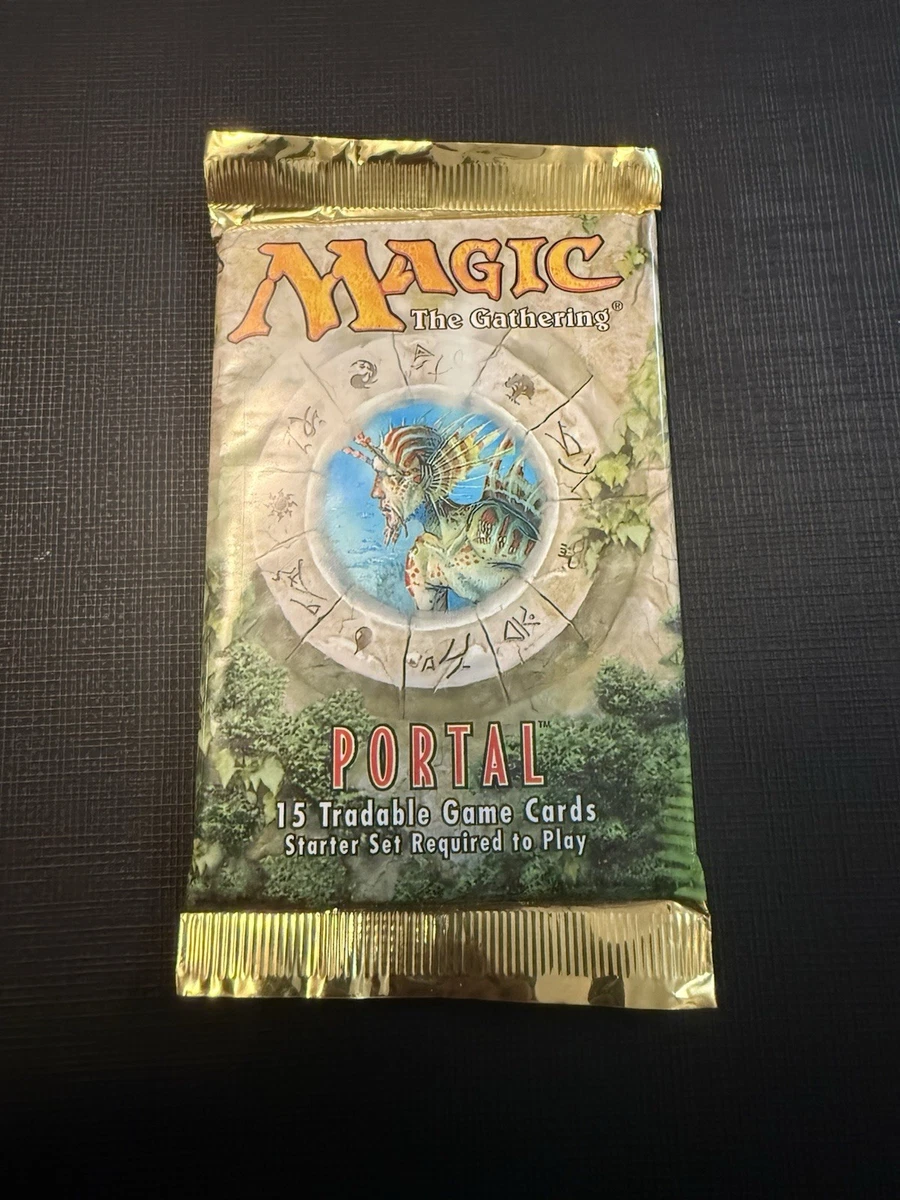 MAGIC
The Gathering®
PORTAL™
15 Tradable Game Cards
Starter Set Required to Play